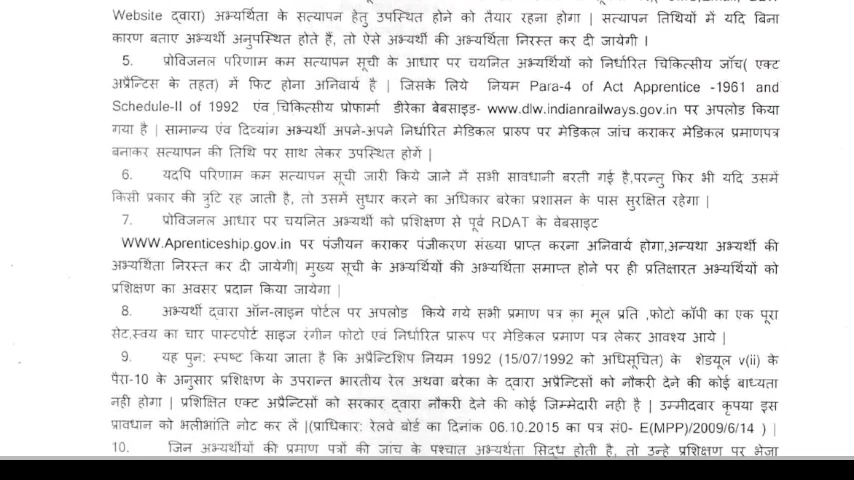 Website द्वारा) अभ्यर्थिता के सत्यापन हेतु उपस्थित होने को तैयार रहना होगा | सत्यापन तिथियों में यदि बिना
कारण बताए अभ्यर्थी अनुपस्थित होते हैं, तो ऐसे अभ्यर्थी की अभ्यर्थिता निरस्त कर दी जायेगी ।
5. प्रोविजनल परिणाम कम सत्यापन सूची के आधार पर चयनित अभ्यर्थियों को निर्धारित चिकित्सीय जाँच( एक्ट
अप्रैन्टिस के तहत) में फिट होना अनिवार्य है | जिसके लिये नियम Para-4 of Act Apprentice -1961 and
Schedule-II of 1992 एंव चिकित्सीय प्रोफार्मा डीरेका बेबसाइड- www.dlw.indianrailways.gov.in पर अपलोड किया
गया है | सामान्य एंव दिव्यांग अभ्यर्थी अपने-अपने निर्धारित मेडिकल प्रारुप पर मेडिकल जांच कराकर मेडिकल प्रमाणपत्र
बनाकर सत्यापन की तिथि पर साथ लेकर उपस्थित होगें |
6. यदपि परिणाम कम सत्यापन सूची जारी किये जाने में सभी सावधानी बरती गई है,परन्तु फिर भी यदि उसमें
किसी प्रकार की त्रुटि रह जाती है, तो उसमें सुधार करने का अधिकार बरेका प्रशासन के पास सुरक्षित रहेगा |
7. प्रोविजनल आधार पर चयनित अभ्यर्थी को प्रशिक्षण से पूर्व RDAT के वेबसाइट
WWW.Aprenticeship.gov.in पर पंजीयन कराकर पंजीकरण संख्या प्राप्त करना अनिवार्य होगा,अन्यथा अभ्यर्थी की
अभ्यर्थिता निरस्त कर दी जायेगी| मुख्य सूची के अभ्यर्थियों की अभ्यर्थिता समाप्त होने पर ही प्रतिक्षारत अभ्यर्थियों को
प्रशिक्षण का अवसर प्रदान किया जायेगा |
8. अभ्यर्थी द्वारा ऑन-लाइन पोर्टल पर अपलोड किये गये सभी प्रमाण पत्र का मूल प्रति ,फोटो कॉपी का एक पूरा
सेट,स्वय का चार पास्टपोर्ट साइज रंगीन फोटो एवं निर्धारित प्रारूप पर मेडिकल प्रमाण पत्र लेकर आवश्य आये |
9. यह पुन: स्पष्ट किया जाता है कि अप्रैन्टिशिप नियम 1992 (15/07/1992 को अधिसूचित) के शेडयूल v(ii) के
पैरा-10 के अनुसार प्रशिक्षण के उपरान्त भारतीय रेल अथवा बरेका के द्वारा अप्रैन्टिसों को नौकरी देने की कोई बाध्यता
नही होगा | प्रशिक्षित एक्ट अप्रैन्टिसों को सरकार द्वारा नौकरी देने की कोई जिम्मेदारी नही है | उम्मीदवार कृपया इस
प्रावधान को भलीभांति नोट कर लें |(प्राधिकार: रेलवे बोर्ड का दिनांक 06.10.2015 का पत्र सं0- E(MPP)/2009/6/14 ) |
10. जिन अभ्यर्थीयों की प्रमाण पत्रों की जांच के पश्चात अभ्यर्थता सिद्ध होती है, तो उन्हे प्रशिक्षण पर भेजा